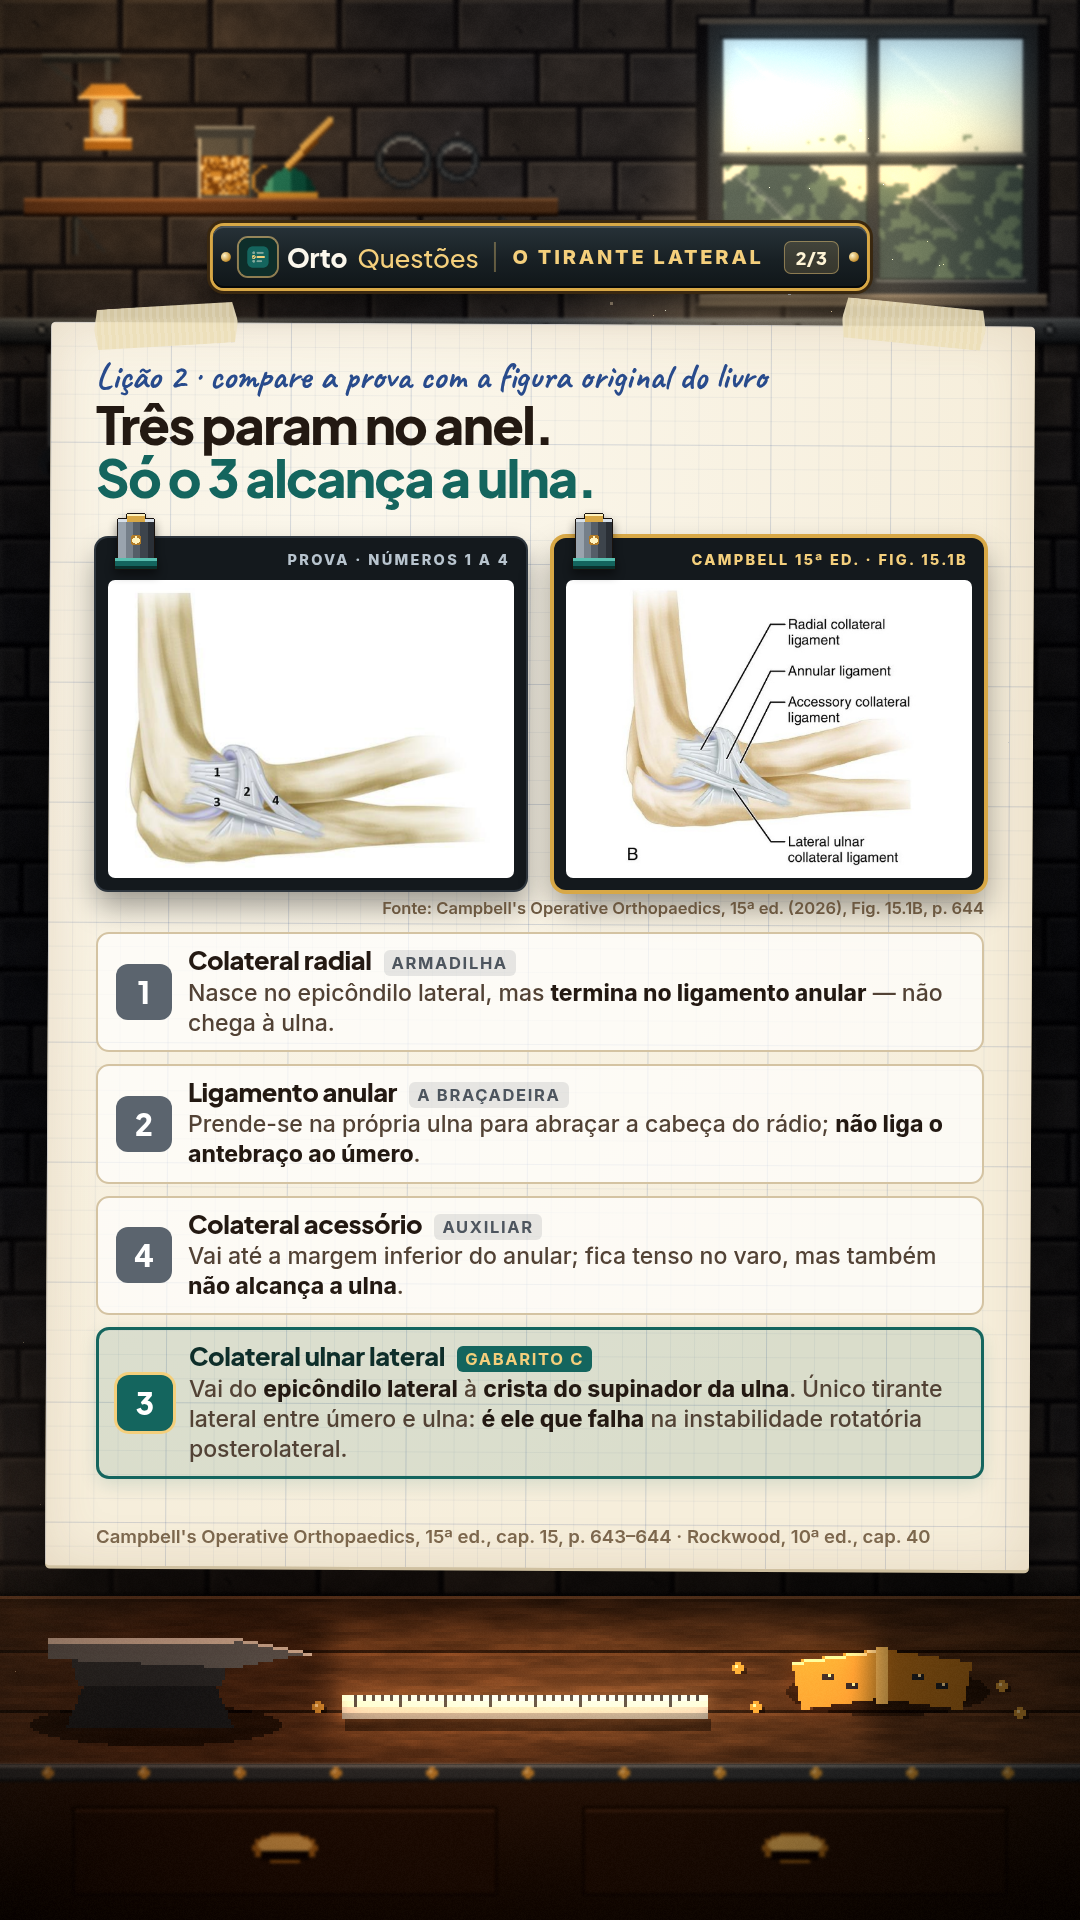 Orto Questões O TIRANTE LATERAL 2/3
Lição 2 · compare a prova com a figura original do livro
Três param no anel.
Só o 3 alcança a ulna.
PROVA · NÚMEROS 1 A 4
1
2
3
4
CAMPBELL 15ª ED. · FIG. 15.1B
Radial collateral
ligament
Annular ligament
Accessory collateral
ligament
Lateral ulnar
collateral ligament
B
Fonte: Campbell's Operative Orthopaedics, 15ª ed. (2026), Fig. 15.1B, p. 644
1
Colateral radial ARMADILHA
Nasce no epicôndilo lateral, mas termina no ligamento anular — não
chega à ulna.
2
Ligamento anular A BRAÇADEIRA
Prende-se na própria ulna para abraçar a cabeça do rádio; não liga o
antebraço ao úmero.
4
Colateral acessório AUXILIAR
Vai até a margem inferior do anular; fica tenso no varo, mas também
não alcança a ulna.
3
Colateral ulnar lateral GABARITO C
Vai do epicôndilo lateral à crista do supinador da ulna. Único tirante
lateral entre úmero e ulna: é ele que falha na instabilidade rotatória
posterolateral.
Campbell's Operative Orthopaedics, 15ª ed., cap. 15, p. 643–644 · Rockwood, 10ª ed., cap. 40